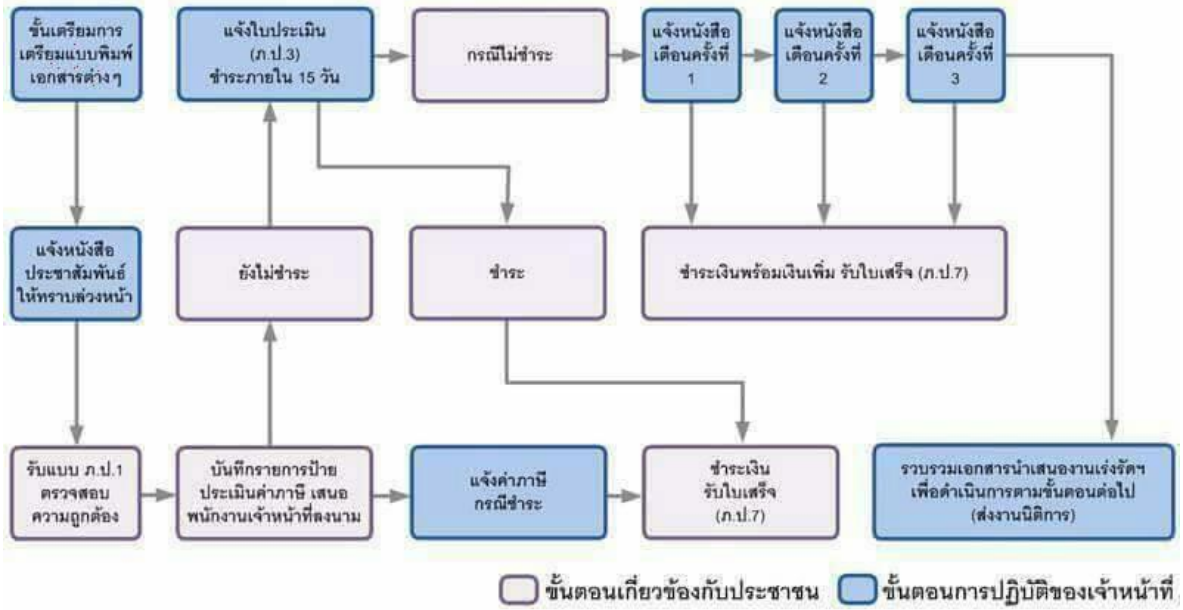 ขั้นเตรียมการ
เตรียมแบบพิมพ์
เอกสารต่างๆ
แจ้งใบประเมิน
(ภ.ป.3)
ชำระภายใน 15 วัน
กรณีไม่ชำระ
แจ้งหนังสือ
เตือนครั้งที่
1
แจ้งหนังสือ
เตือนครั้งที่
2
แจ้งหนังสือ
เตือนครั้งที่
3
แจ้งหนังสือ
ประชาสัมพันธ์
ให้ทราบล่วงหน้า
ยังไม่ชำระ
ชำระ
ชำระเงินพร้อมเงินเพิ่ม รับใบเสร็จ (ภ.ป.7)
รับแบบ ภ.ป.1
ตรวจสอบ
ความถูกต้อง
บันทึกรายการป้าย
ประเมินค่าภาษี เสนอ
พนักงานเจ้าหน้าที่ลงนาม
แจ้งค่าภาษี
กรณีชำระ
ชำระเงิน
รับใบเสร็จ
(ภ.ป.7)
รวบรวมเอกสารนำเสนองานเร่งรัดฯ
เพื่อดำเนินการตามขั้นตอนต่อไป
(ส่งงานนิติการ)
ขั้นตอนเกี่ยวข้องกับประชาชน
ขั้นตอนการปฏิบัติของเจ้าหน้าที่